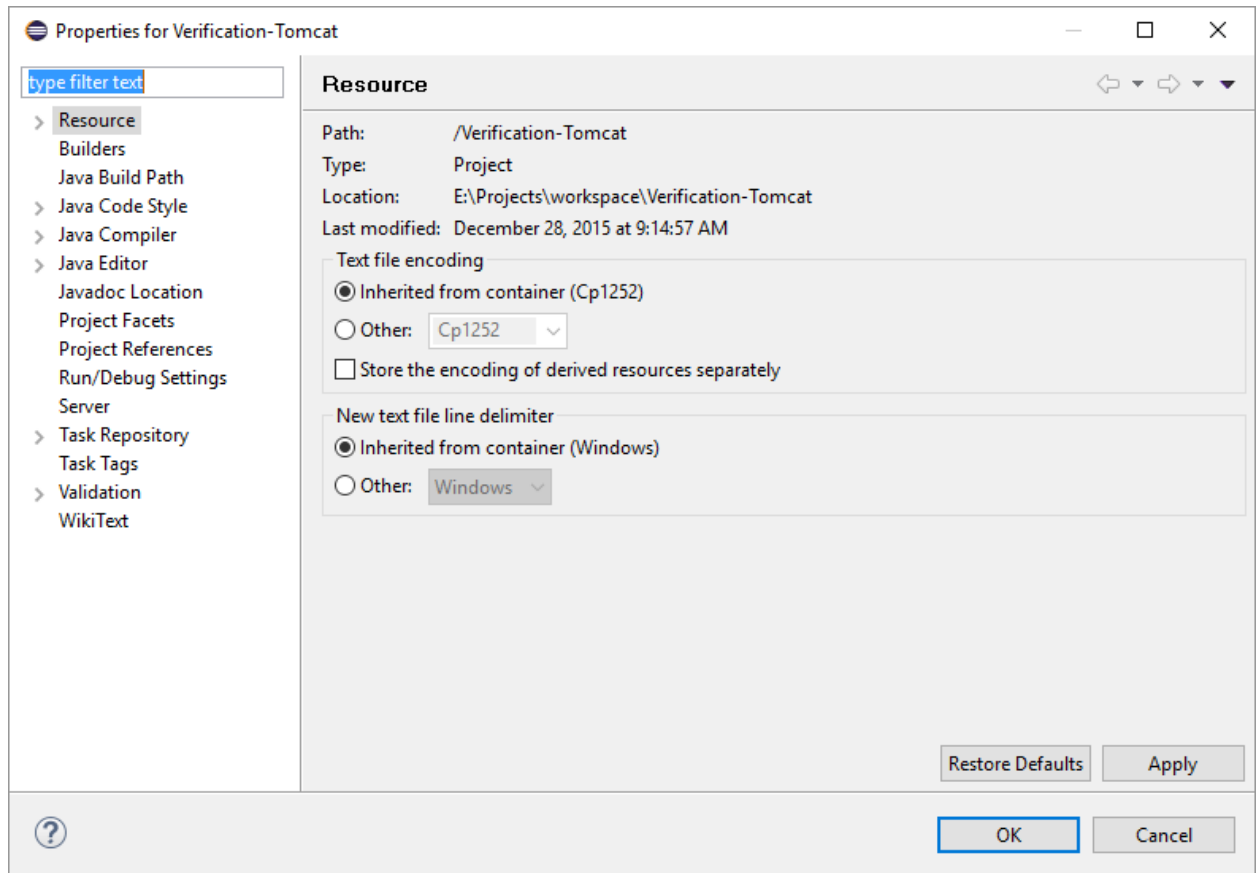 Properties for Verification-Tomcat
type filter text
Resource
Builders
Java Build Path
Java Code Style
Java Compiler
Java Editor
Javadoc Location
Project Facets
Project References
Run/Debug Settings
Server
Task Repository
Task Tags
Validation
WikiText
Resource
Path: /Verification-Tomcat
Type: Project
Location: E:\Projects\workspace\Verification-Tomcat
Last modified: December 28, 2015 at 9:14:57 AM
Text file encoding
Inherited from container (Cp1252)
Other: Cp1252
Store the encoding of derived resources separately
New text file line delimiter
Inherited from container (Windows)
Other: Windows
Restore Defaults Apply
? OK Cancel